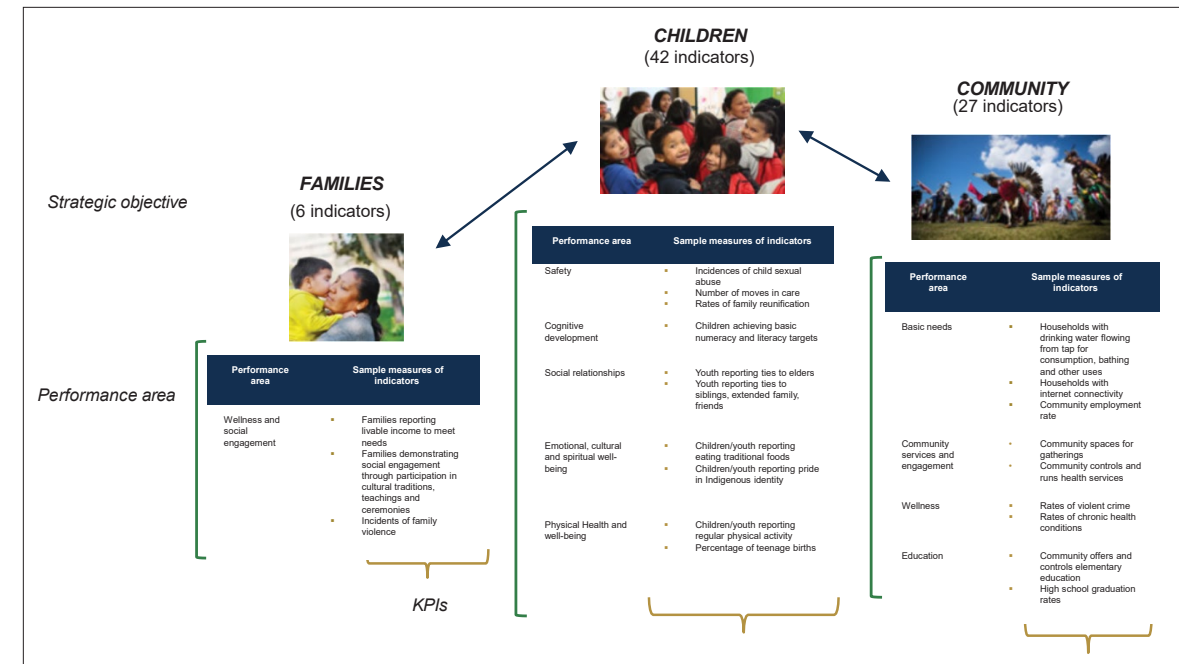 CHILDREN
(42 indicators)
COMMUNITY
(27 indicators)
FAMILIES
(6 indicators)
Strategic objective
Performance area
Performance
area
Sample measures of
indicators
Wellness and
social
engagement
▪ Families reporting
livable income to meet
needs
▪ Families demonstrating
social engagement
through participation in
cultural traditions,
teachings and
ceremonies
▪ Incidents of family
violence
KPIs
Performance area
Sample measures of indicators
Safety
▪ Incidences of child sexual
abuse
▪ Number of moves in care
▪ Rates of family reunification
Cognitive
development
▪ Children achieving basic
numeracy and literacy targets
Social relationships
▪ Youth reporting ties to elders
▪ Youth reporting ties to
siblings, extended family,
friends
Emotional, cultural
and spiritual well-
being
▪ Children/youth reporting
eating traditional foods
▪ Children/youth reporting pride
in Indigenous identity
Physical Health and
well-being
▪ Children/youth reporting
regular physical activity
▪ Percentage of teenage births
Performance
area
Sample measures of
indicators
Basic needs
▪ Households with
drinking water flowing
from tap for
consumption, bathing
and other uses
▪ Households with
internet connectivity
▪ Community employment
rate
Community
services and
engagement
▪ Community spaces for
gatherings
▪ Community controls and
runs health services
Wellness
▪ Rates of violent crime
▪ Rates of chronic health
conditions
Education
▪ Community offers and
controls elementary
education
▪ High school graduation
rates